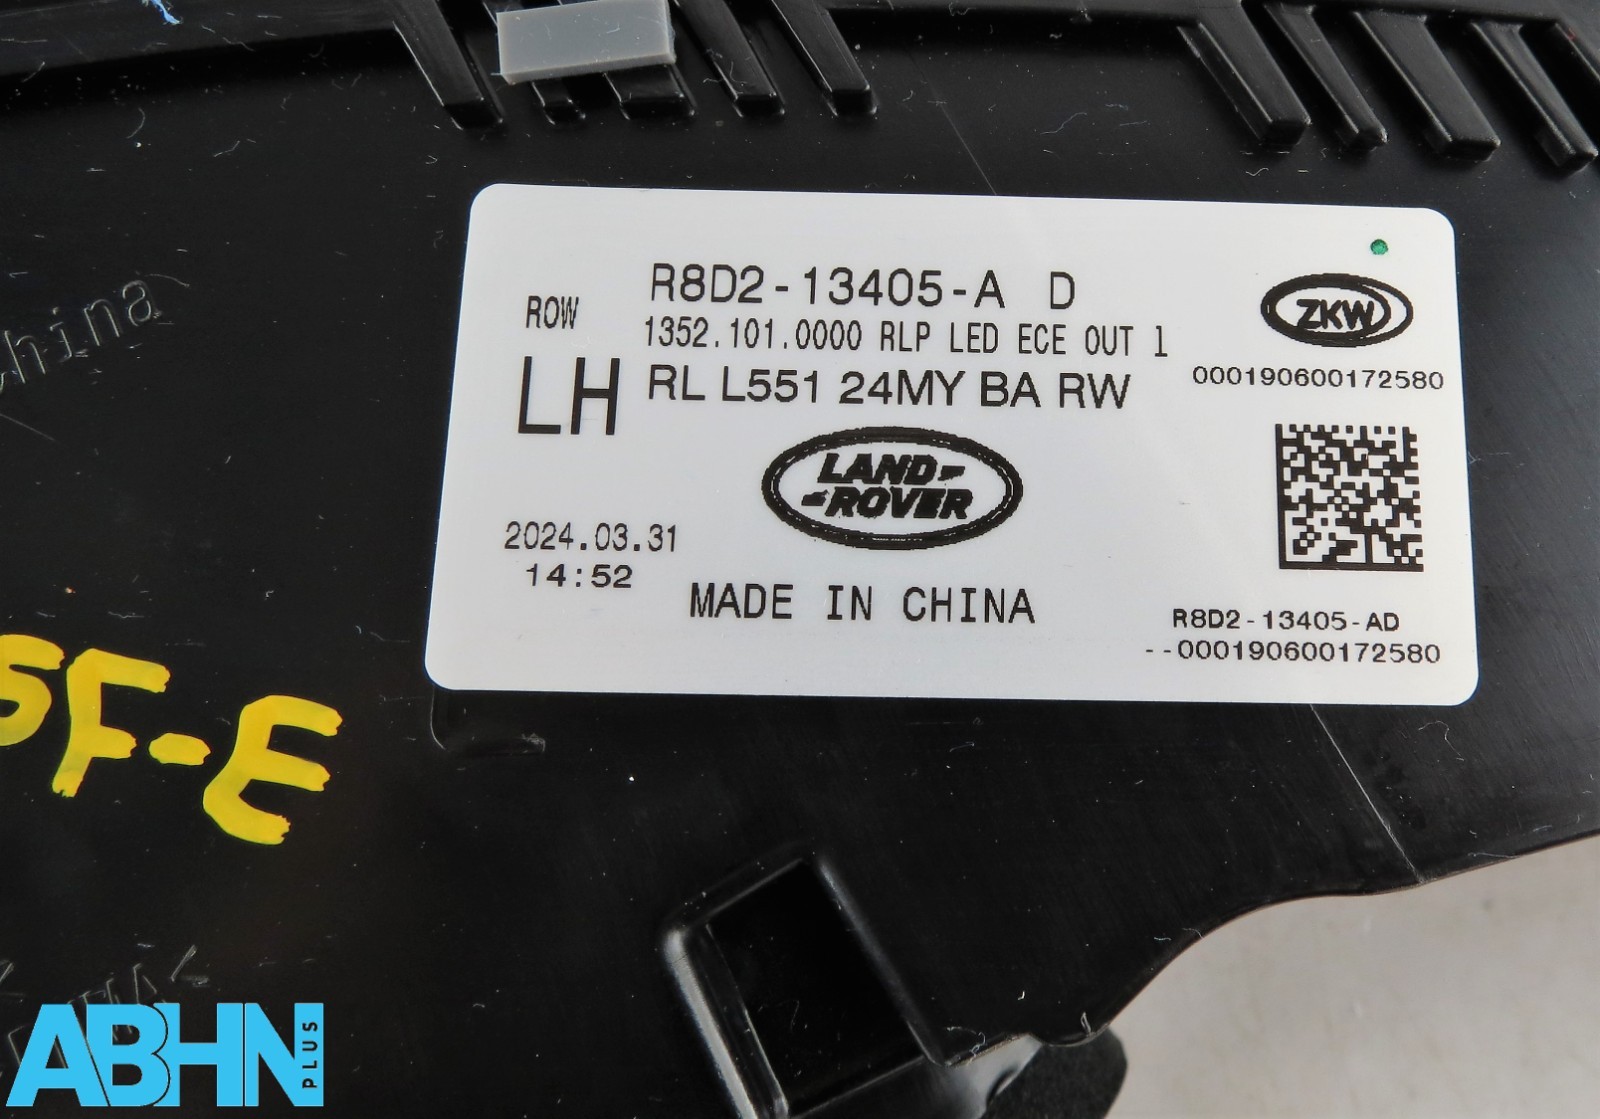 R8D2-13405-A D
ROW
1352.101.0000 RLP LED ECE OUT 1
LH
RL L551 24MY BA RW
ZKW
000190600172580
LAND-
-ROVER
2024.03.31
14:52
MADE IN CHINA
R8D2-13405-AD
--000190600172580
china
SF-E
ABHN
PLUS